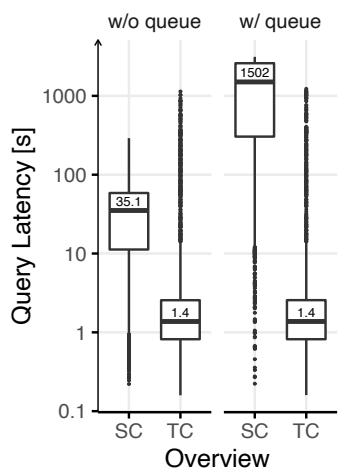 w/o queue w/ queue
Query Latency [s]
1000
100
10
1
0.1
35.1
1.4
1502
1.4
SC TC SC TC
Overview